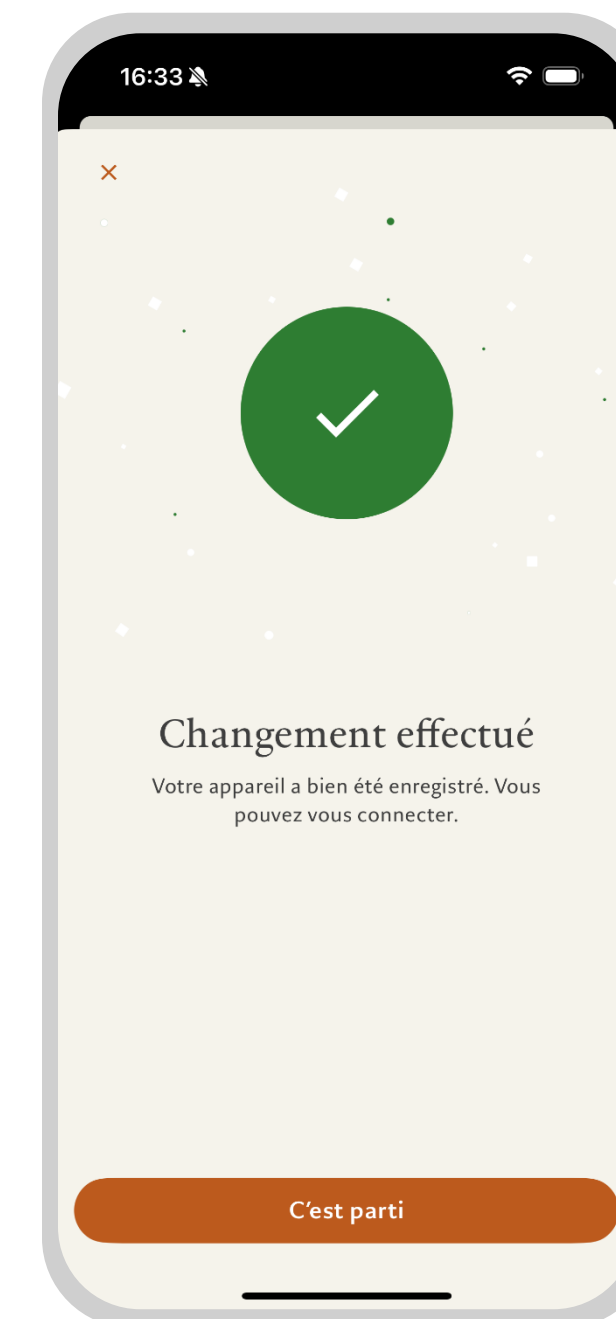 16:33
Changement effectué
Votre appareil a bien été enregistré. Vous
pouvez vous connecter.
C’est parti